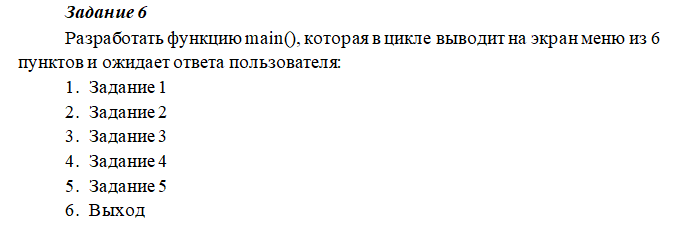 Задание 6
Разработать функцию main(), которая в цикле выводит на экран меню из 6
пунктов и ожидает ответа пользователя:
1. Задание 1
2. Задание 2
3. Задание 3
4. Задание 4
5. Задание 5
6. Выход